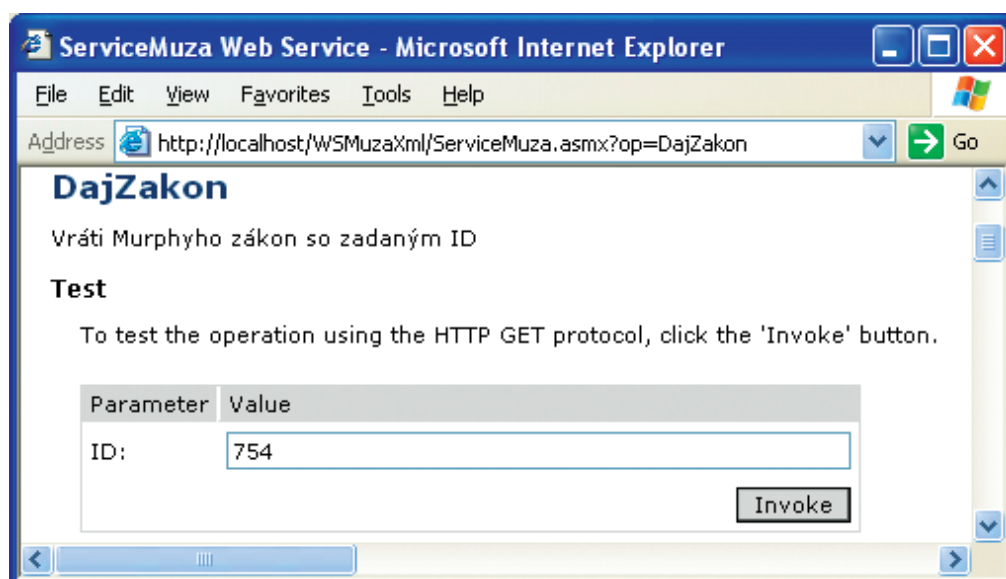 ServiceMuza Web Service - Microsoft Internet Explorer
File Edit View Favorites Tools Help
Address http://localhost/WSMuzaXml/ServiceMuza.asmx?op=DajZakon Go
DajZakon
Vráti Murphyho zákon so zadaným ID
Test
To test the operation using the HTTP GET protocol, click the 'Invoke' button.
Parameter Value
ID: 754
Invoke